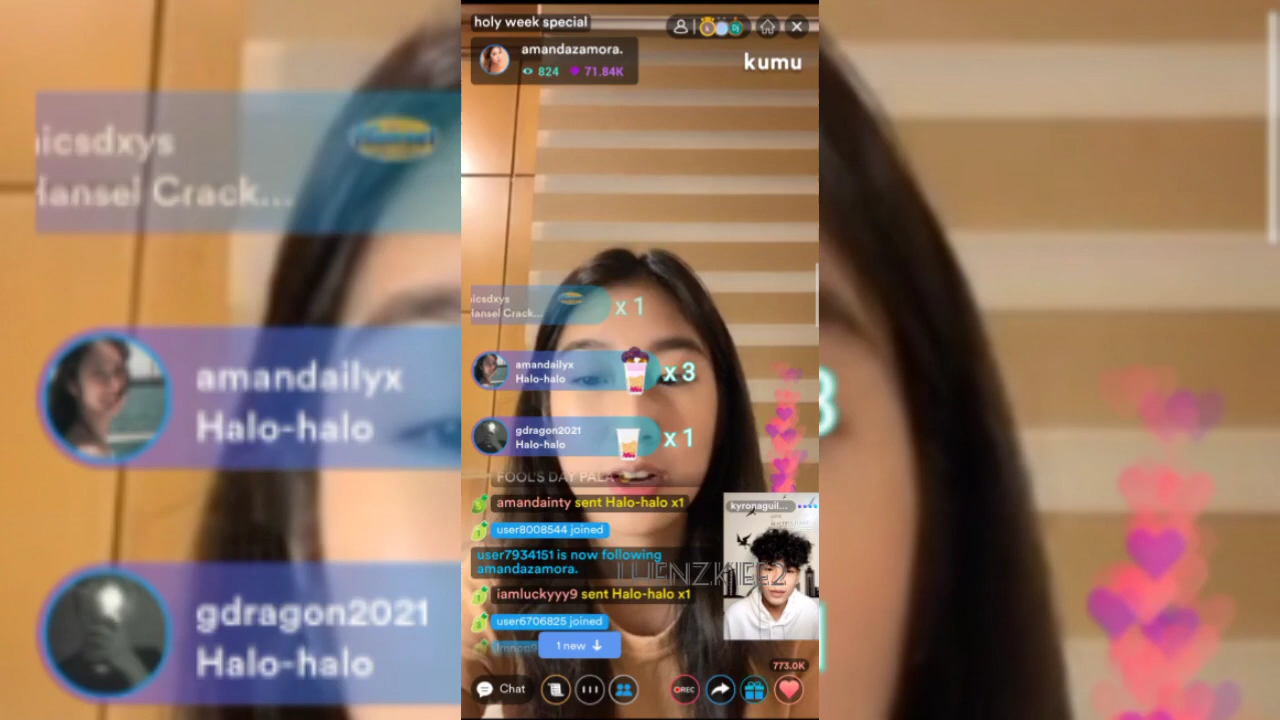 holy week special
amandazamora.
824
71.84K
kumu
icsdxys
Hansel Crack...
x 1
amandailyx
Halo-halo
x 3
gdragon2021
Halo-halo
x 1
FOOL'S DAY PALA
amandainty sent Halo-halo x1
user8008544 joined
user7934151 is now following
amandazamora.
iamluckyyy9 sent Halo-halo x1
user6706825 joined
1 new
kyronaguil...
773.0K
Chat
REC
icsdxys
Hansel Crack...
amandailyx
Halo-halo
gdragon2021
Halo-halo